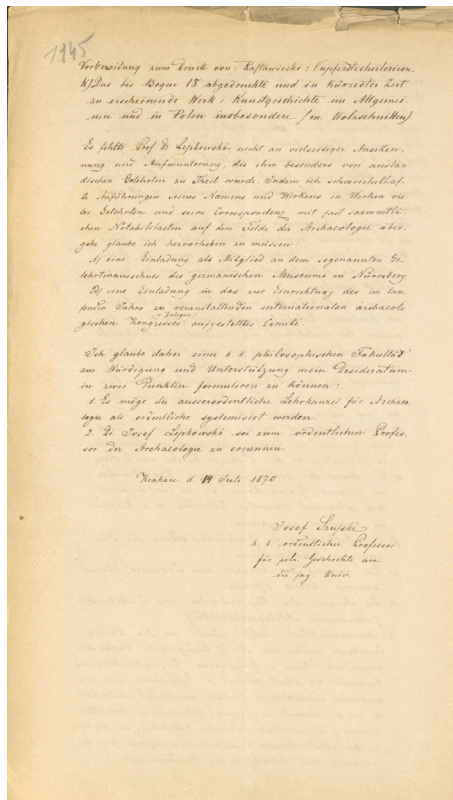 1945
Vorbereitung zum Druck von: Rastawiecki: Kupferstecherlexicon.
K) Das bis Bogen 18 abgedruckte und in kürzester Zeit
zu erscheinende Werk: Kunstgeschichte im Allgemei
nen und in Polen insbesondere (m. Holzschnitten)
Es fehlte Prof. Dr Lepkowski nicht an vielseitiger Anerken-
nung und Aufmunterung, die ihm besonders von auslän
dischen Gelehrten zu Theil wurde. Indem ich schmeichelhaf-
te Anführungen seines Namens und Wirkens in Werken vie
ler Gelehrten und seine Correspondenz mit fast saemmtli-
chen Notabilitaeten auf dem Felde der Archaeologie über
gehe glaube ich hervorheben zu müssen:
A) eine Einladung als Mitglied an dem sogenannten Ge-
lehrtenausschuss des germanischen Museums in Nürnberg
B) eine Einladung in das zur Einrichtung des im lau
fenden Jahre zu veranstaltenden internationalen archaeolo
gischen Kongresses aufgestelltes Comité.
Ich glaube daher einer k. k. philosophischen Fakultät
zur Würdigung und Unterstützung mein Desideratum
in zwei Punkten formuliren zu können:
1. Es möge die ausserordentliche Lehrkanzel für Archaeo
logie als ordentliche systemisirt werden
2. Dr. Josef Lepkowski sei zum ordentlichen Profes-
sor der Archaeologie zu ernennen.
Krakau d. 14 Juli 1870
Josef Szujski
k. k. ordentlicher Professor
für poln. Geschichte an
der jag. Univ.